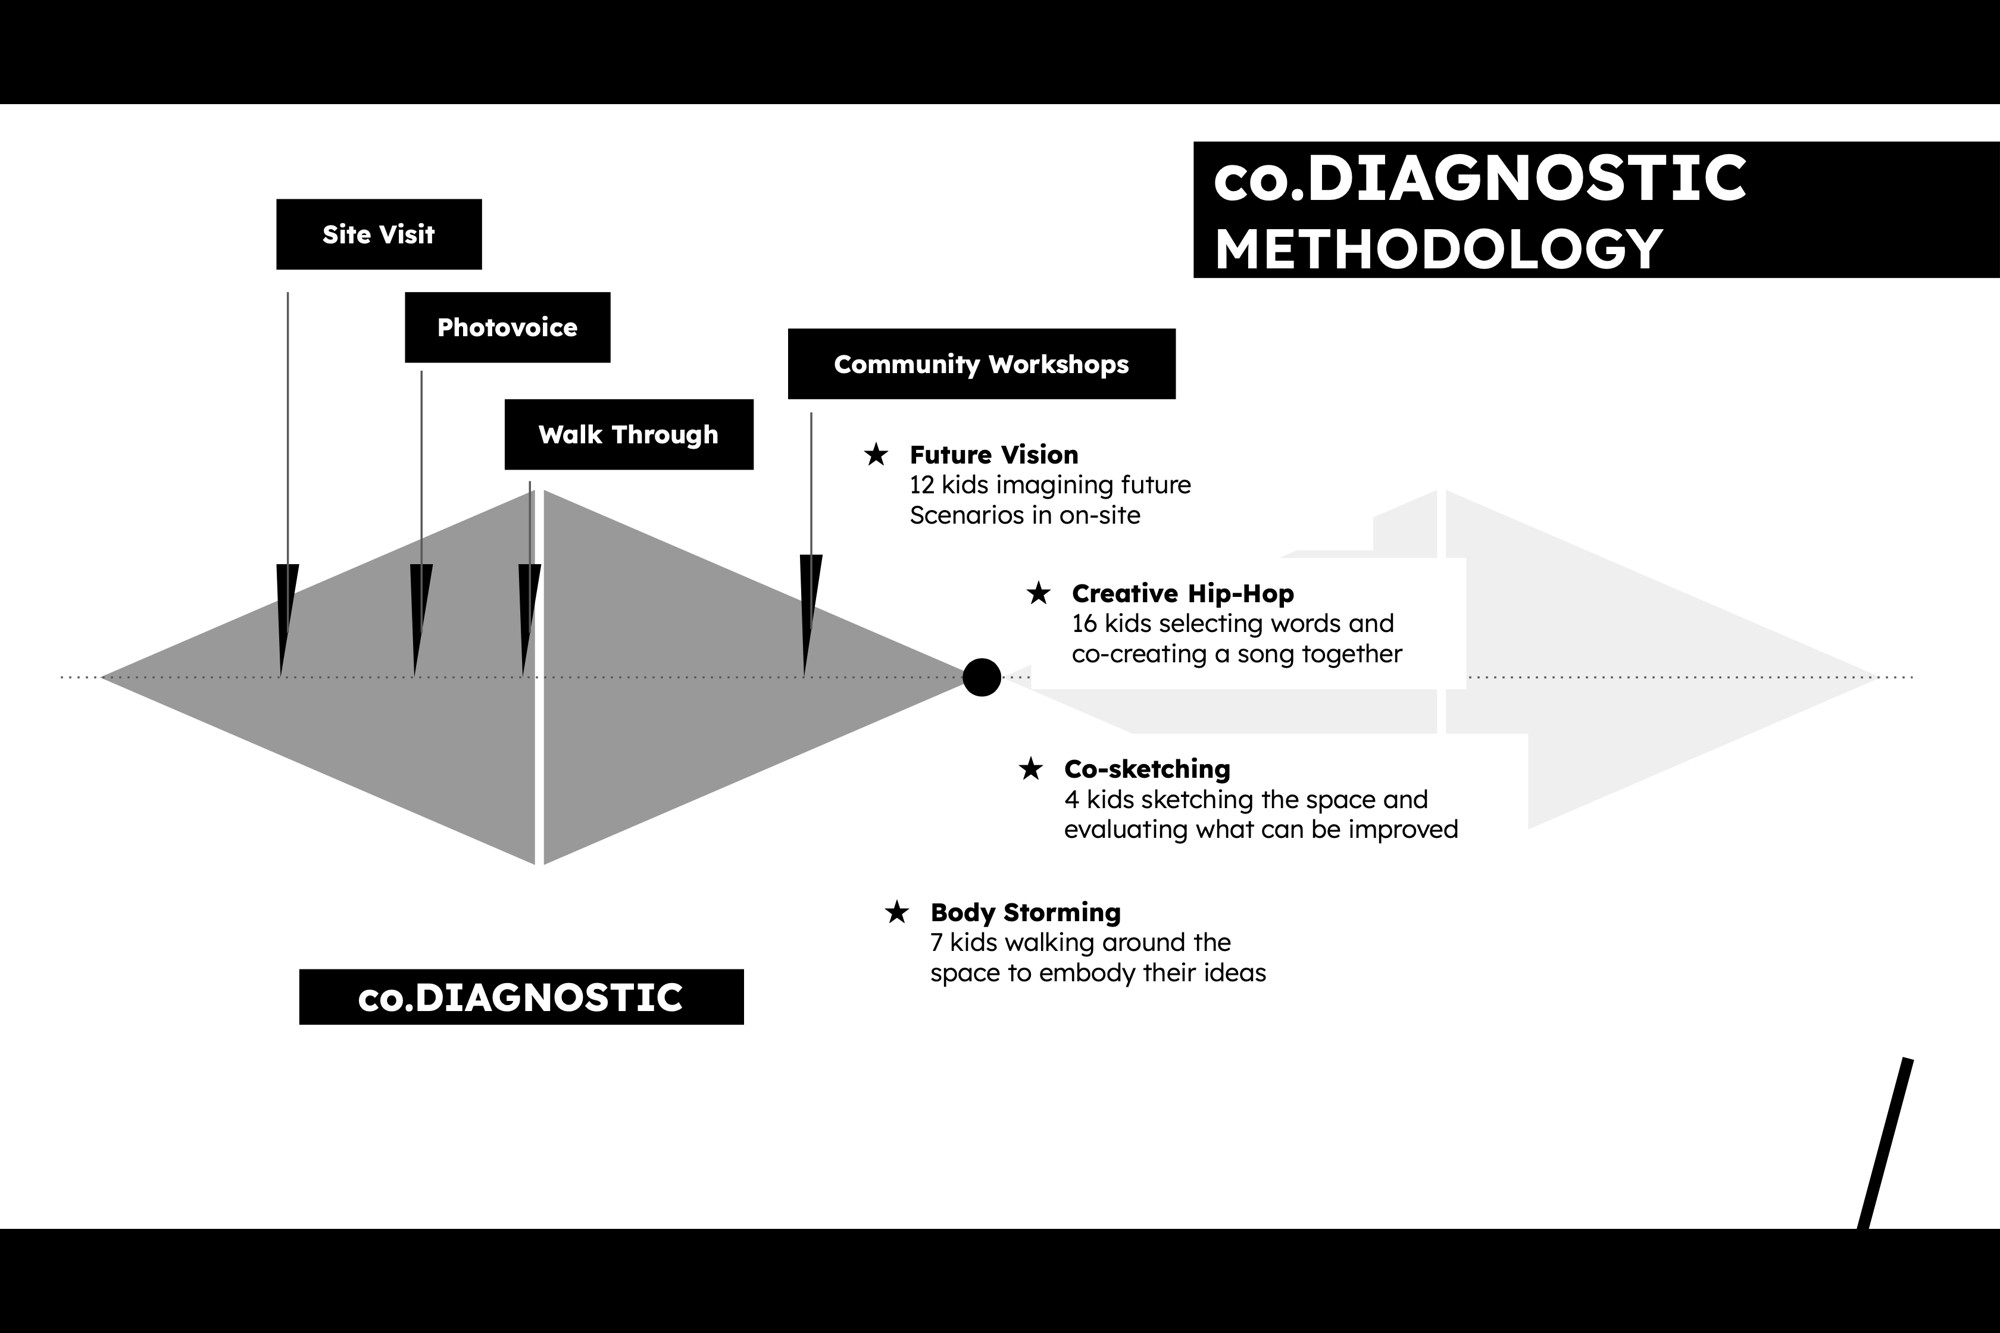 co.DIAGNOSTIC
METHODOLOGY
Site Visit
Photovoice
Walk Through
Community Workshops
Future Vision
12 kids imagining future
Scenarios in on-site
Creative Hip-Hop
16 kids selecting words and
co-creating a song together
Co-sketching
4 kids sketching the space and
evaluating what can be improved
Body Storming
7 kids walking around the
space to embody their ideas
co.DIAGNOSTIC